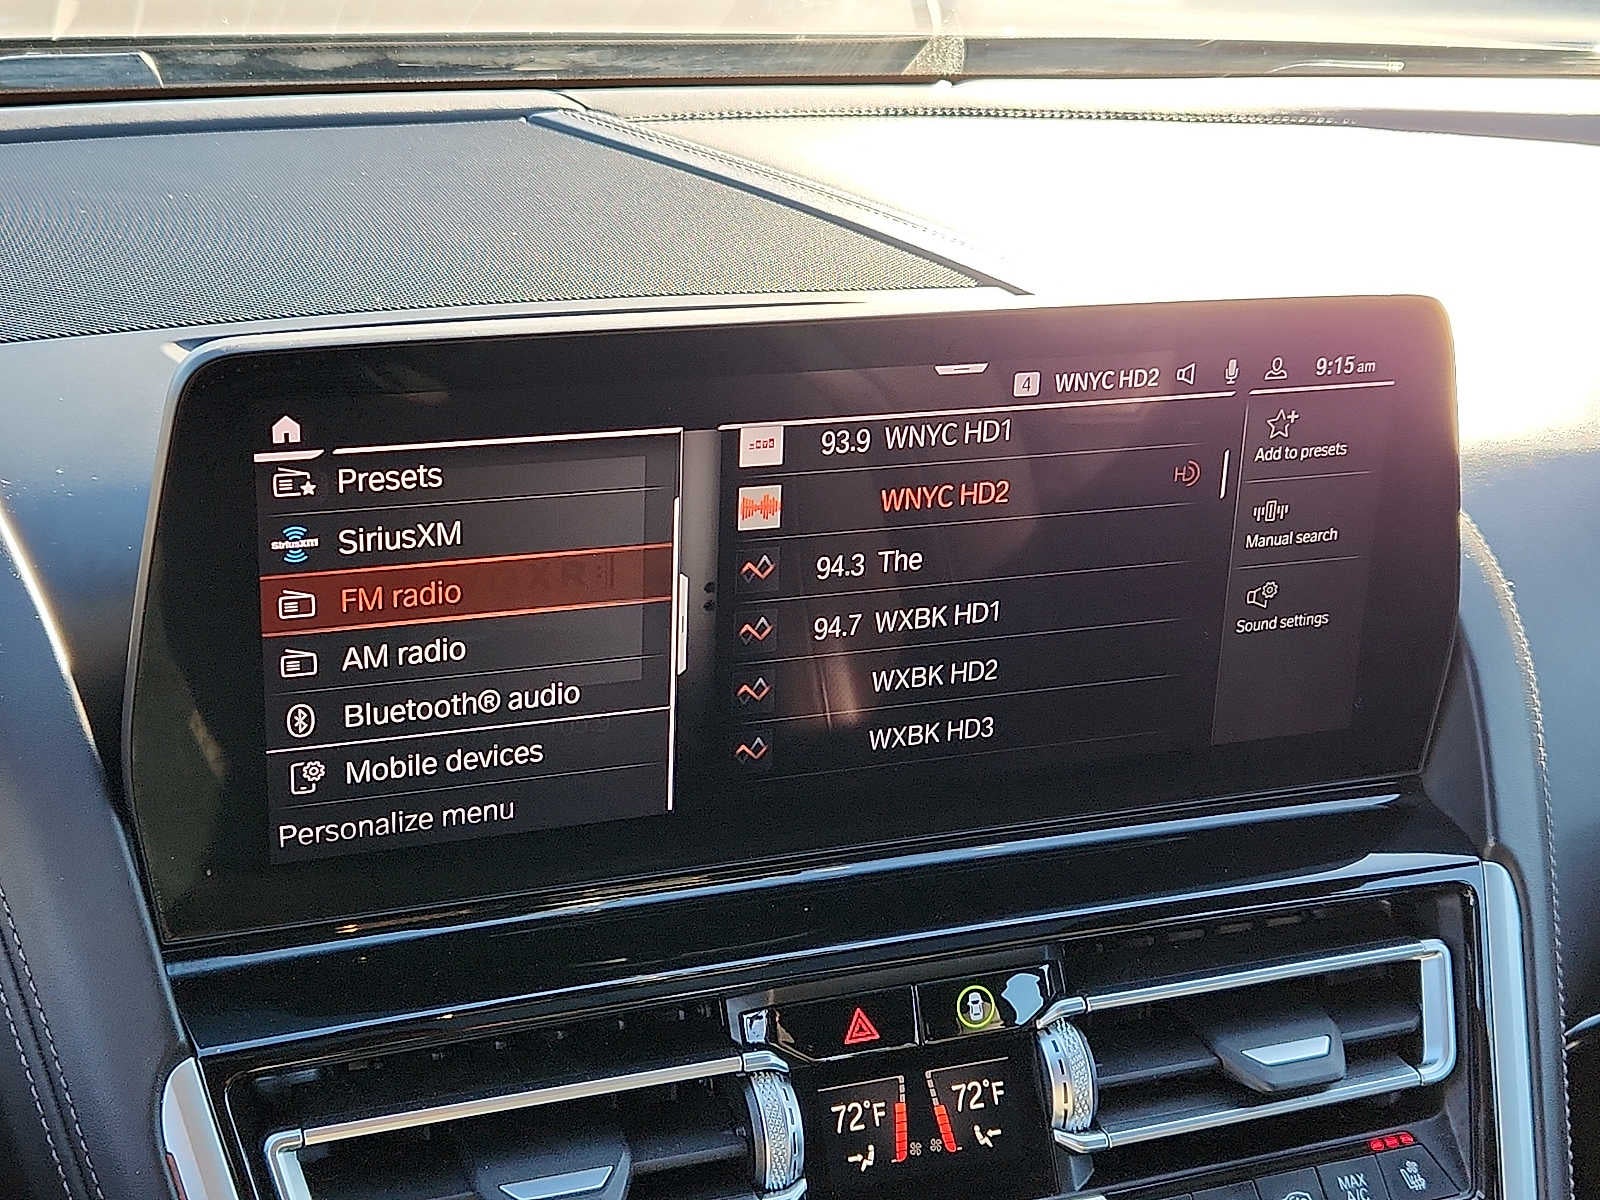 4 WNYC HD2 9:15 am
Presets
SiriusXM
SiriusXM
FM radio
AM radio
Bluetooth® audio
Mobile devices
Personalize menu
93.9 WNYC HD1
WNYC HD2 HD
94.3 The
94.7 WXBK HD1
WXBK HD2
WXBK HD3
Add to presets
Manual search
Sound settings
72°F 72°F
MAX
A/C